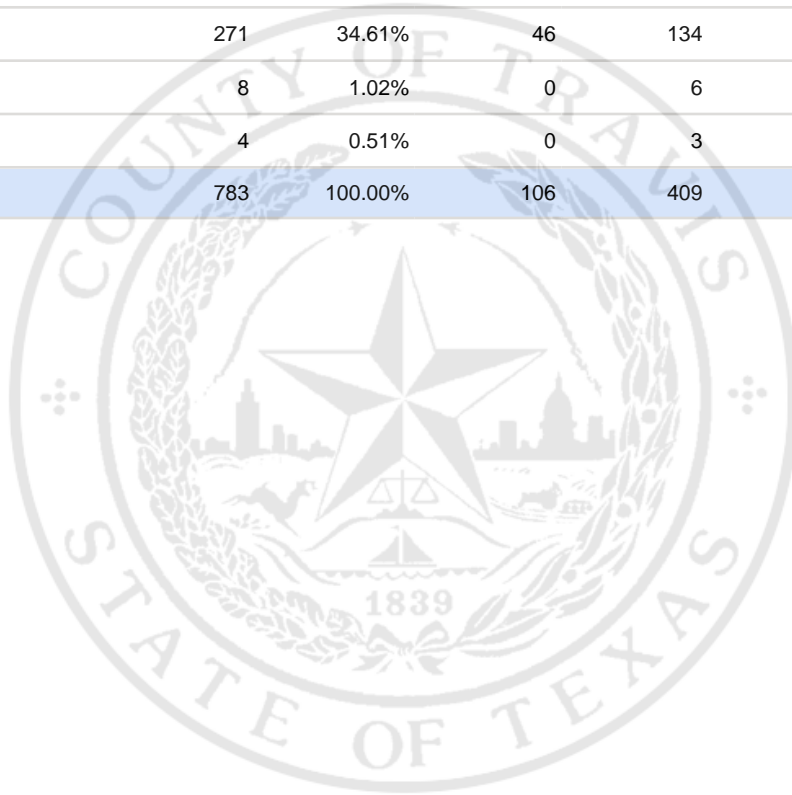 271 34.61% 46 134
8 1.02% 0 6
4 0.51% 0 3
783 100.00% 106 409
COUNTY OF TRAVIS
1839
STATE OF TEXAS